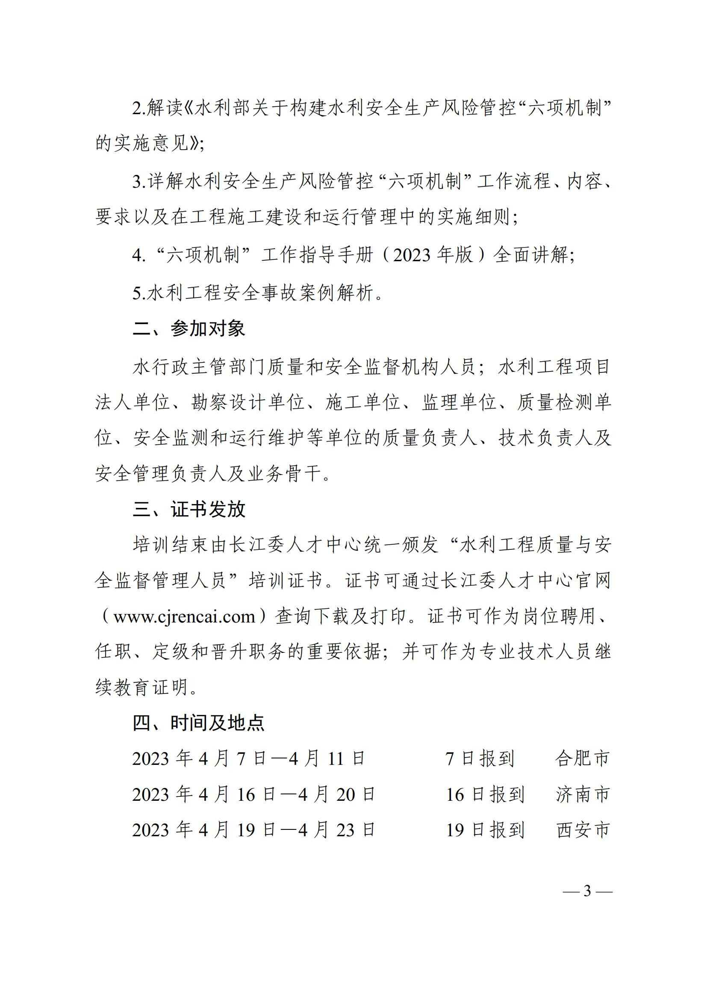 2.解读《水利部关于构建水利安全生产风险管控“六项机制”
的实施意见》；
3.详解水利安全生产风险管控“六项机制”工作流程、内容、
要求以及在工程施工建设和运行管理中的实施细则；
4.“六项机制”工作指导手册（2023 年版）全面讲解；
5.水利工程安全事故案例解析。
二、参加对象
水行政主管部门质量和安全监督机构人员；水利工程项目
法人单位、勘察设计单位、施工单位、监理单位、质量检测单
位、安全监测和运行维护等单位的质量负责人、技术负责人及
安全管理负责人及业务骨干。
三、证书发放
培训结束由长江委人才中心统一颁发“水利工程质量与安
全监督管理人员”培训证书。证书可通过长江委人才中心官网
（www.cjrencai.com）查询下载及打印。证书可作为岗位聘用、
任职、定级和晋升职务的重要依据；并可作为专业技术人员继
续教育证明。
四、时间及地点
2023 年 4 月 7 日—4 月 11 日 7 日报到 合肥市
2023 年 4 月 16 日—4 月 20 日 16 日报到 济南市
2023 年 4 月 19 日—4 月 23 日 19 日报到 西安市
— 3 —